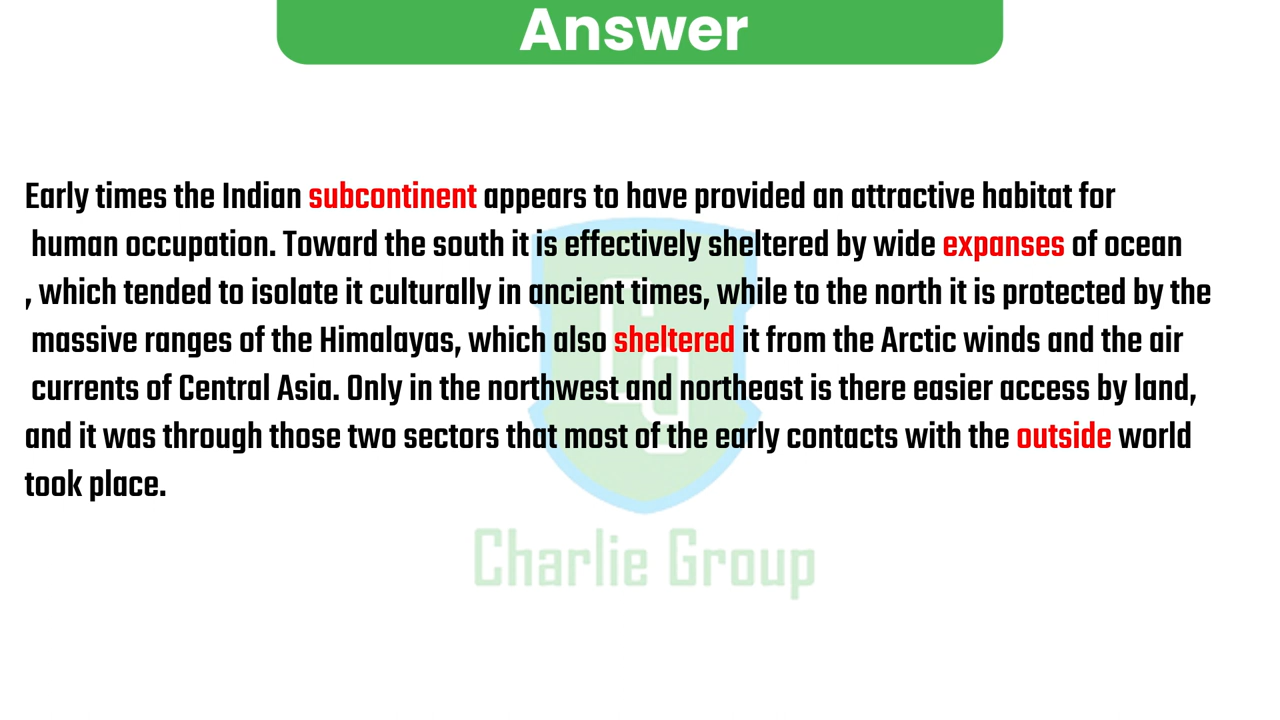 Answer
Early times the Indian subcontinent appears to have provided an attractive habitat for
human occupation. Toward the south it is effectively sheltered by wide expanses of ocean
, which tended to isolate it culturally in ancient times, while to the north it is protected by the
massive ranges of the Himalayas, which also sheltered it from the Arctic winds and the air
currents of Central Asia. Only in the northwest and northeast is there easier access by land,
and it was through those two sectors that most of the early contacts with the outside world
took place.
Cg
Charlie Group